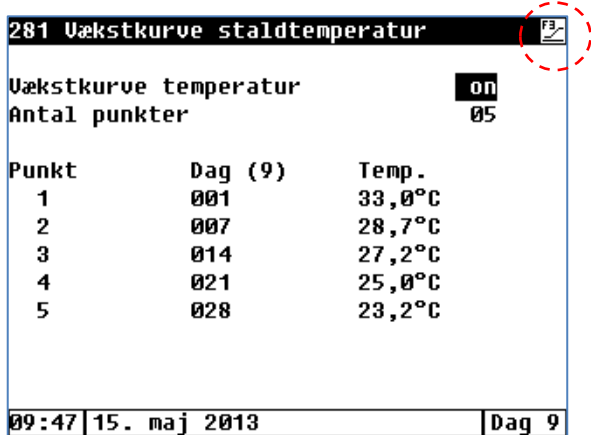 281 Vækstkurve staldtemperatur F3
Vækstkurve temperatur on
Antal punkter 05
Punkt Dag (9) Temp.
1 001 33,0°C
2 007 28,7°C
3 014 27,2°C
4 021 25,0°C
5 028 23,2°C
09:47 15. maj 2013 Dag 9